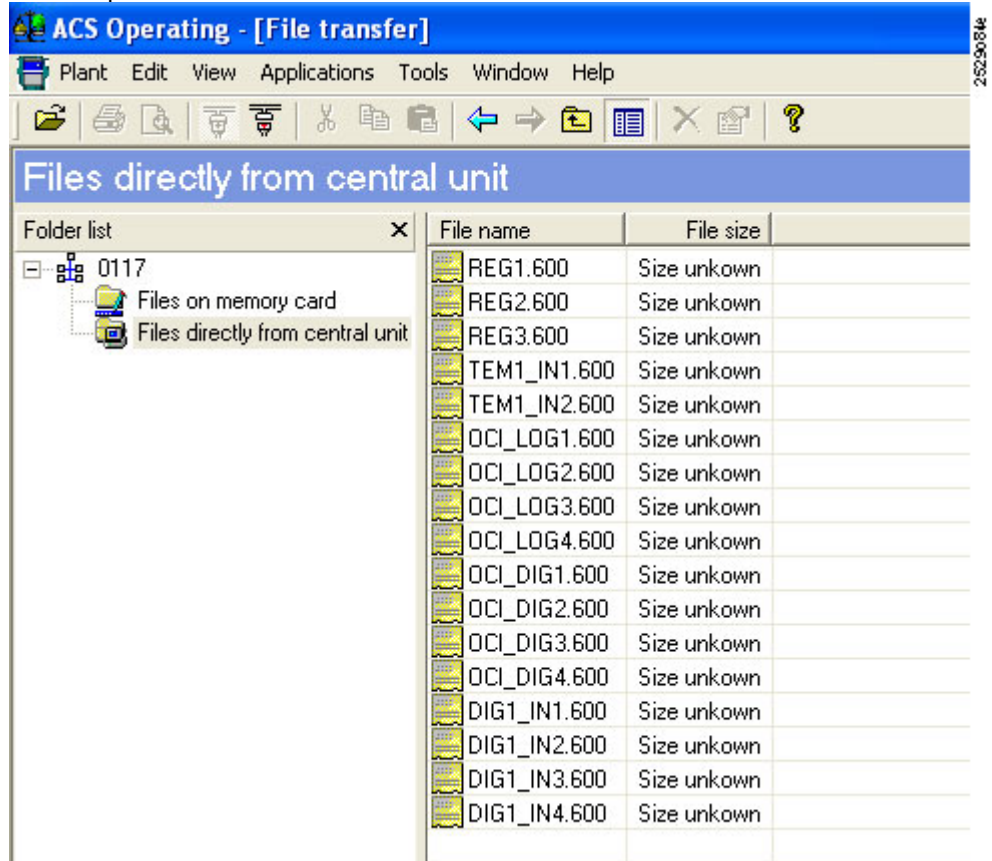 ACS Operating - [File transfer]
2529o84e
Plant Edit View Applications Tools Window Help
Files directly from central unit
Folder list
File name File size
0117
Files on memory card
Files directly from central unit
REG1.600 Size unkown
REG2.600 Size unkown
REG3.600 Size unkown
TEM1_IN1.600 Size unkown
TEM1_IN2.600 Size unkown
OCI_LOG1.600 Size unkown
OCI_LOG2.600 Size unkown
OCI_LOG3.600 Size unkown
OCI_LOG4.600 Size unkown
OCI_DIG1.600 Size unkown
OCI_DIG2.600 Size unkown
OCI_DIG3.600 Size unkown
OCI_DIG4.600 Size unkown
DIG1_IN1.600 Size unkown
DIG1_IN2.600 Size unkown
DIG1_IN3.600 Size unkown
DIG1_IN4.600 Size unkown